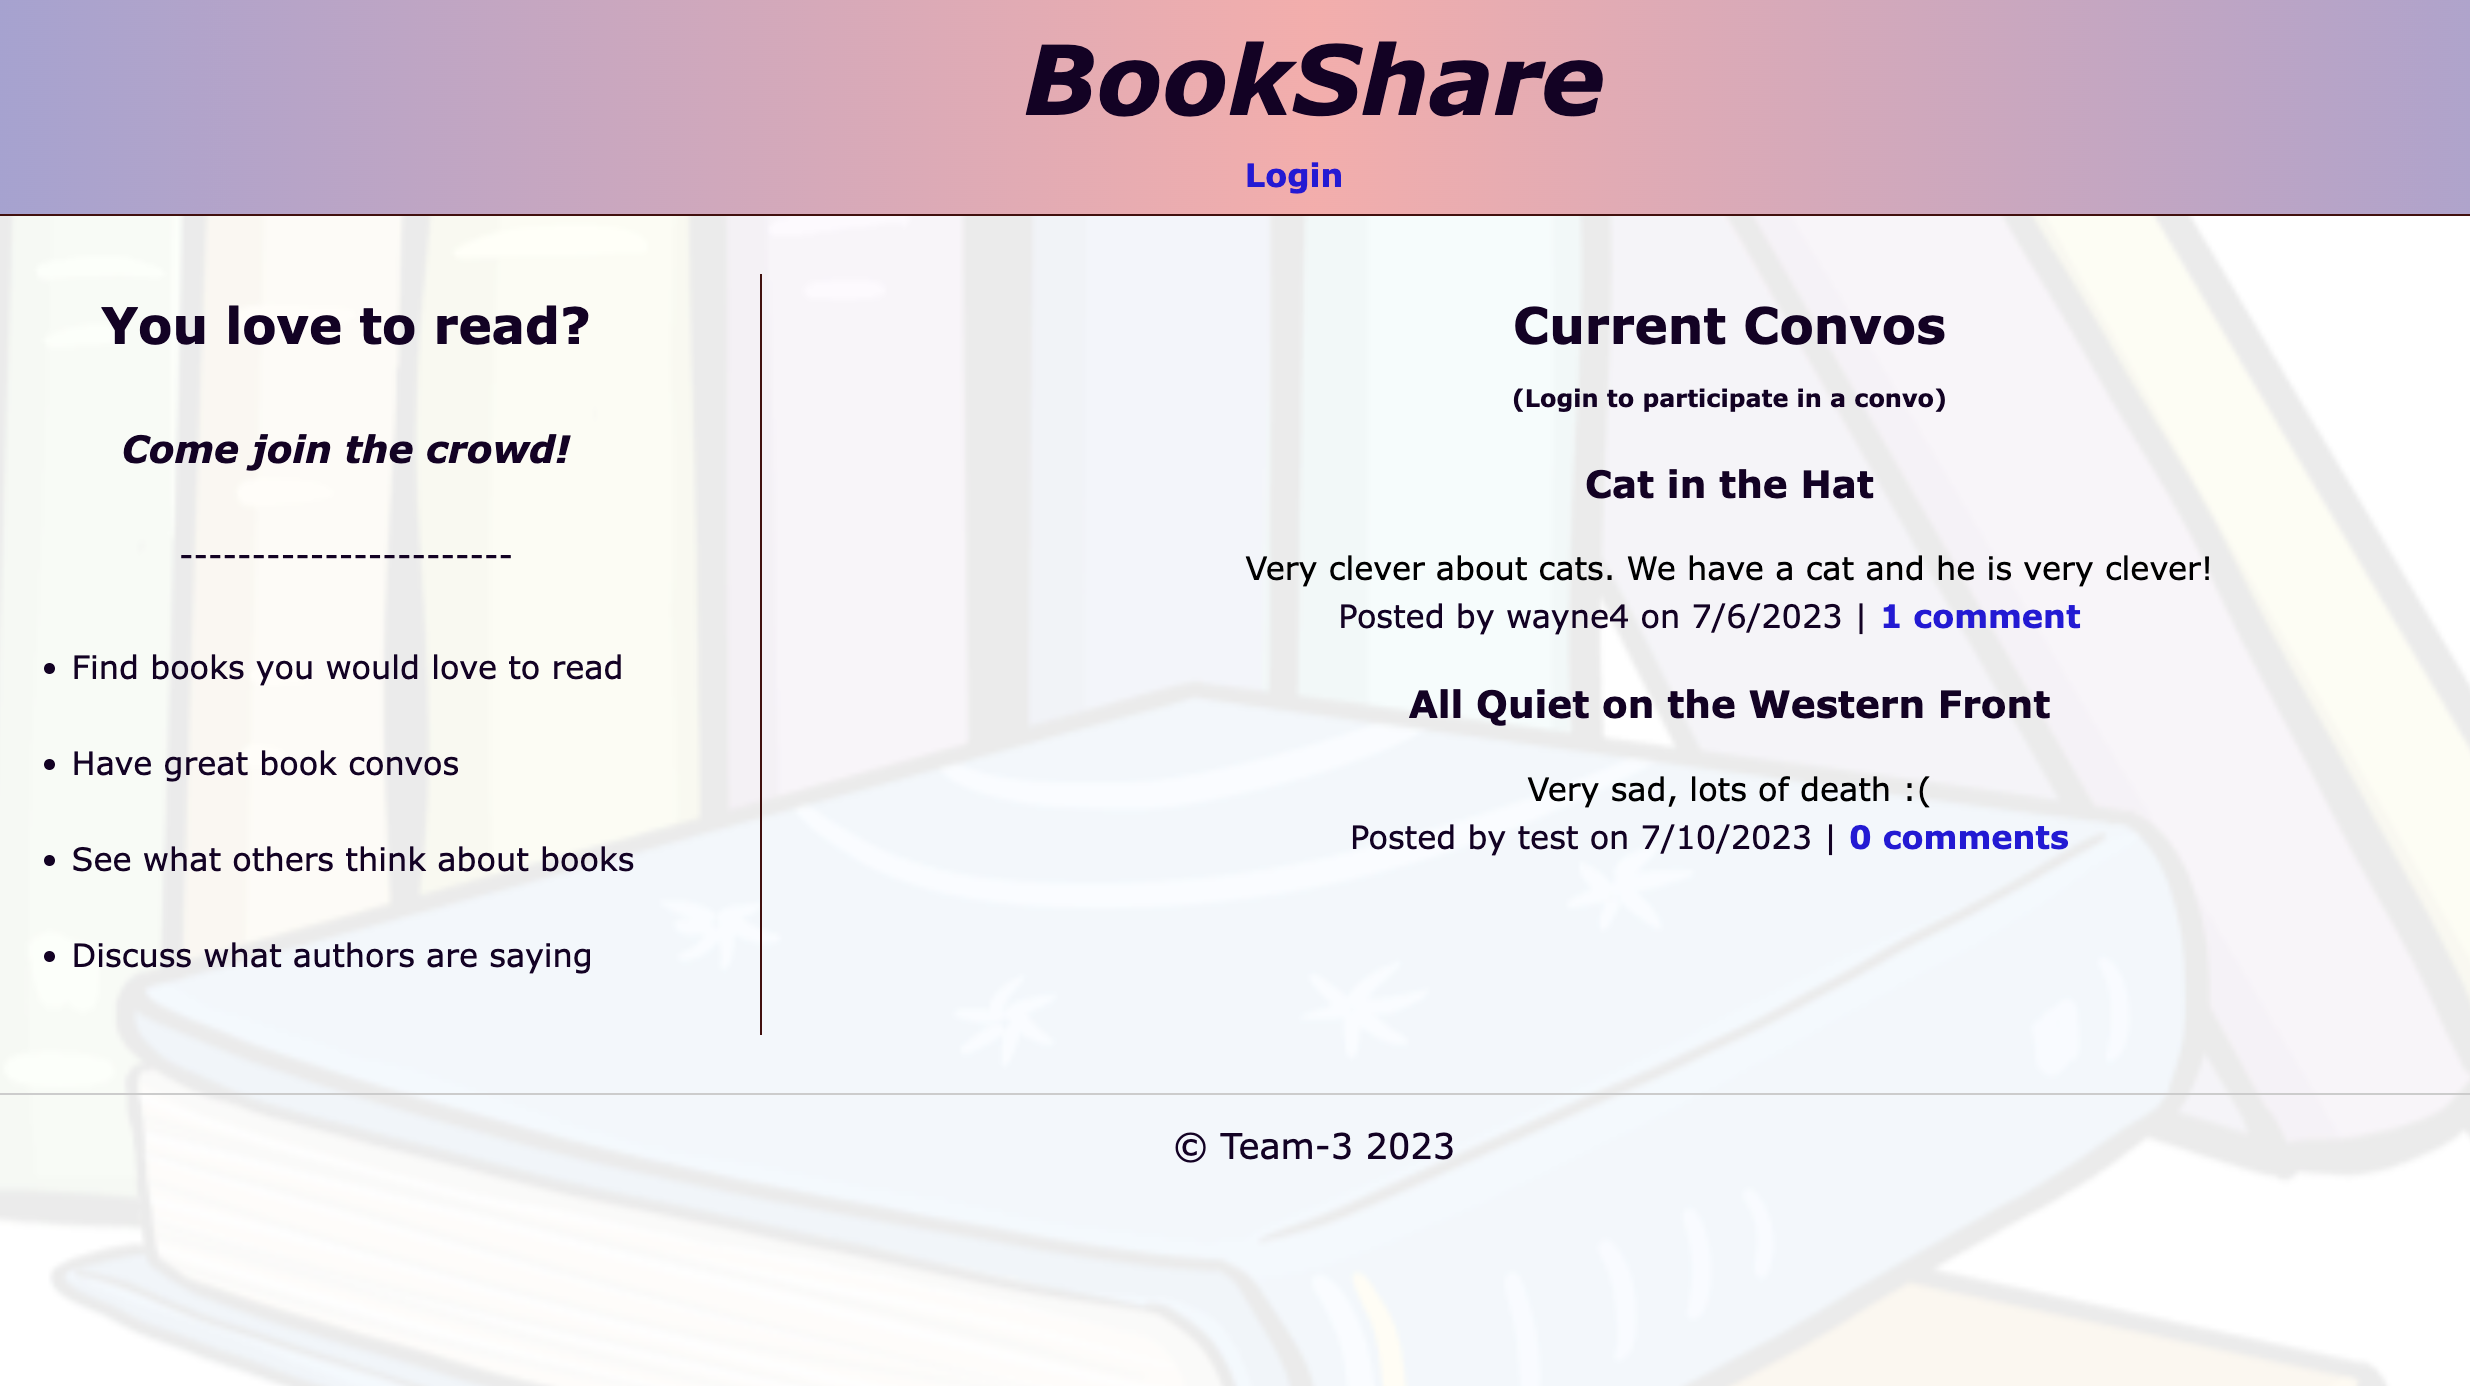 BookShare
Login
You love to read?
Come join the crowd!
-----------------------
• Find books you would love to read
• Have great book convos
• See what others think about books
• Discuss what authors are saying
Current Convos
(Login to participate in a convo)
Cat in the Hat
Very clever about cats. We have a cat and he is very clever!
Posted by wayne4 on 7/6/2023 | 1 comment
All Quiet on the Western Front
Very sad, lots of death :(
Posted by test on 7/10/2023 | 0 comments
© Team-3 2023